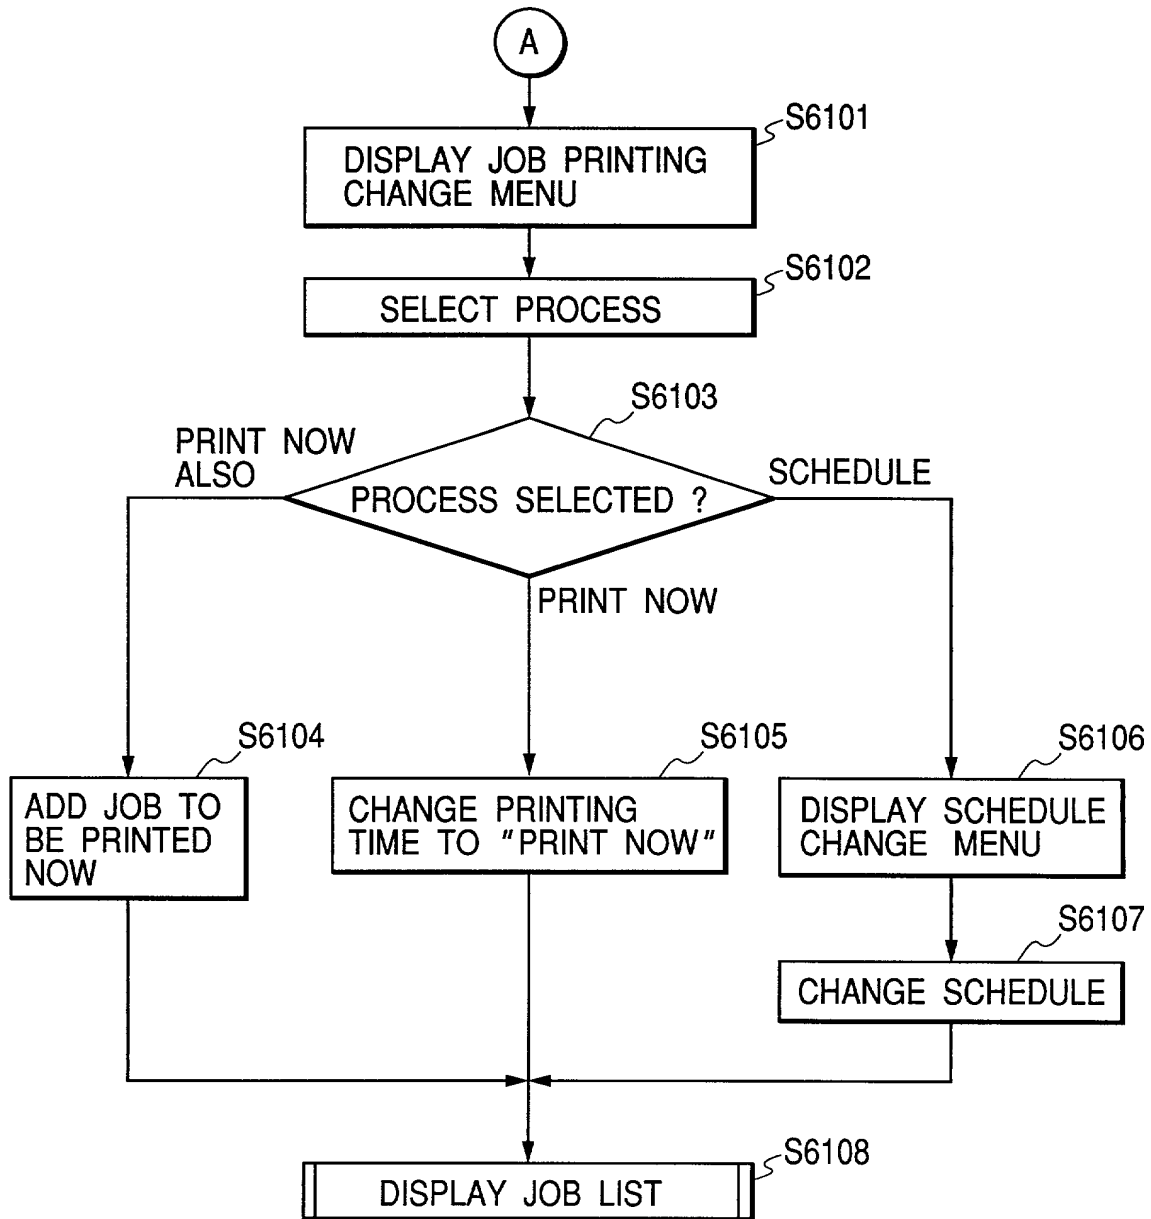 A
S6101
DISPLAY JOB PRINTING
CHANGE MENU
S6102
SELECT PROCESS
S6103
PRINT NOW
ALSO
PROCESS SELECTED ?
SCHEDULE
PRINT NOW
S6104
ADD JOB TO
BE PRINTED
NOW
S6105
CHANGE PRINTING
TIME TO "PRINT NOW"
S6106
DISPLAY SCHEDULE
CHANGE MENU
S6107
CHANGE SCHEDULE
S6108
DISPLAY JOB LIST